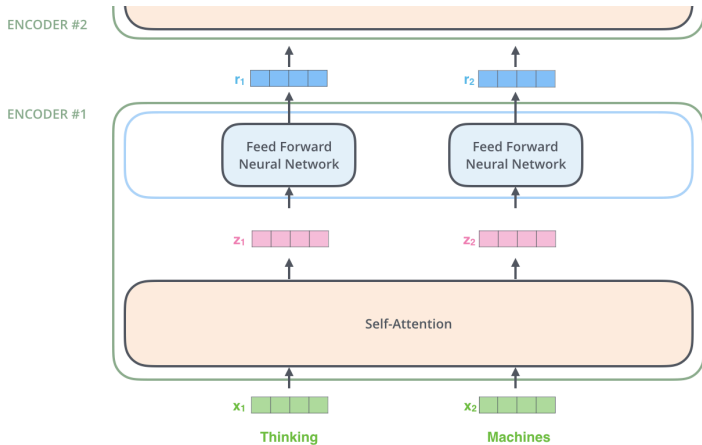 ENCODER #2
r₁
r₂
ENCODER #1
Feed Forward
Neural Network
Feed Forward
Neural Network
z₁
z₂
Self-Attention
x₁
x₂
Thinking
Machines